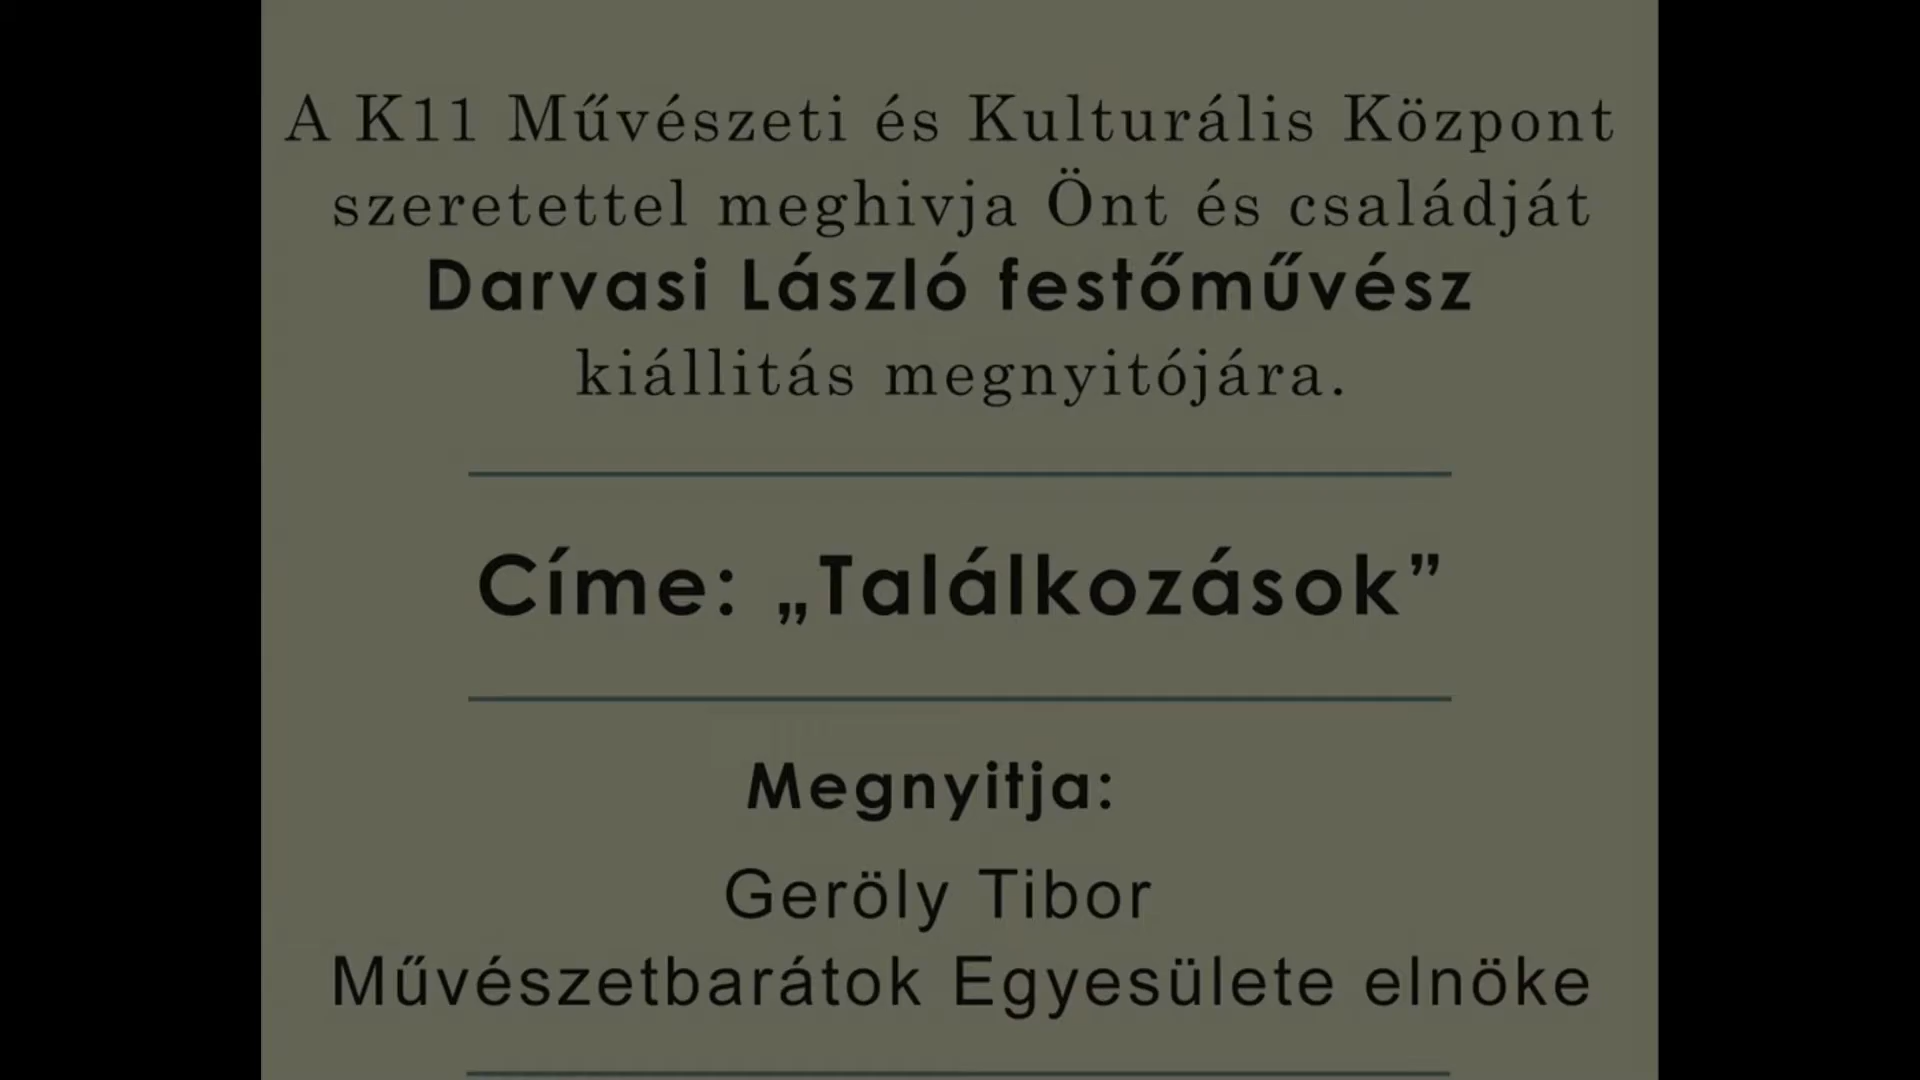 A K11 Művészeti és Kulturális Központ
szeretettel meghivja Önt és családját
Darvasi László festőművész
kiállitás megnyitójára.
Címe: „Találkozások”
Megnyitja:
Geröly Tibor
Művészetbarátok Egyesülete elnöke